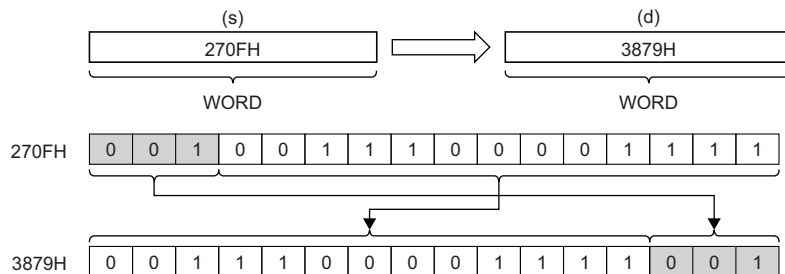 (s) (d)
270FH 3879H
WORD WORD
270FH 0 0 1 0 0 1 1 1 0 0 0 0 1 1 1 1
3879H 0 0 1 1 1 0 0 0 0 1 1 1 1 0 0 1